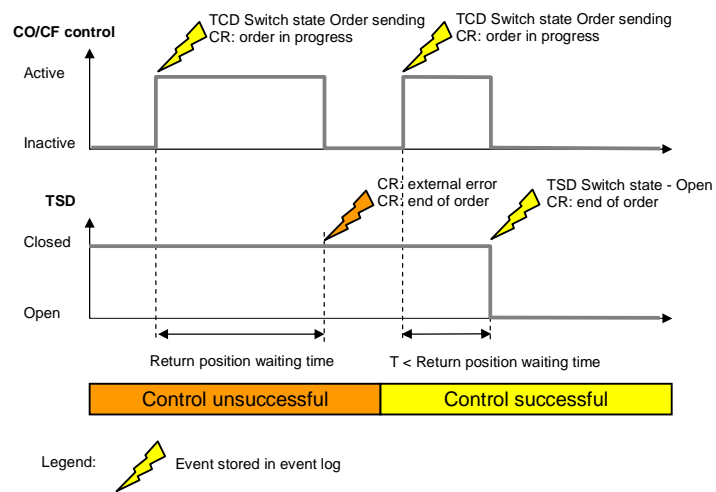 TCD Switch state Order sending
CR: order in progress
TCD Switch state Order sending
CR: order in progress
CO/CF control
Active
Inactive
CR: external error
CR: end of order
TSD Switch state - Open
CR: end of order
TSD
Closed
Open
Return position waiting time
T < Return position waiting time
Control unsuccessful
Control successful
Legend:
Event stored in event log